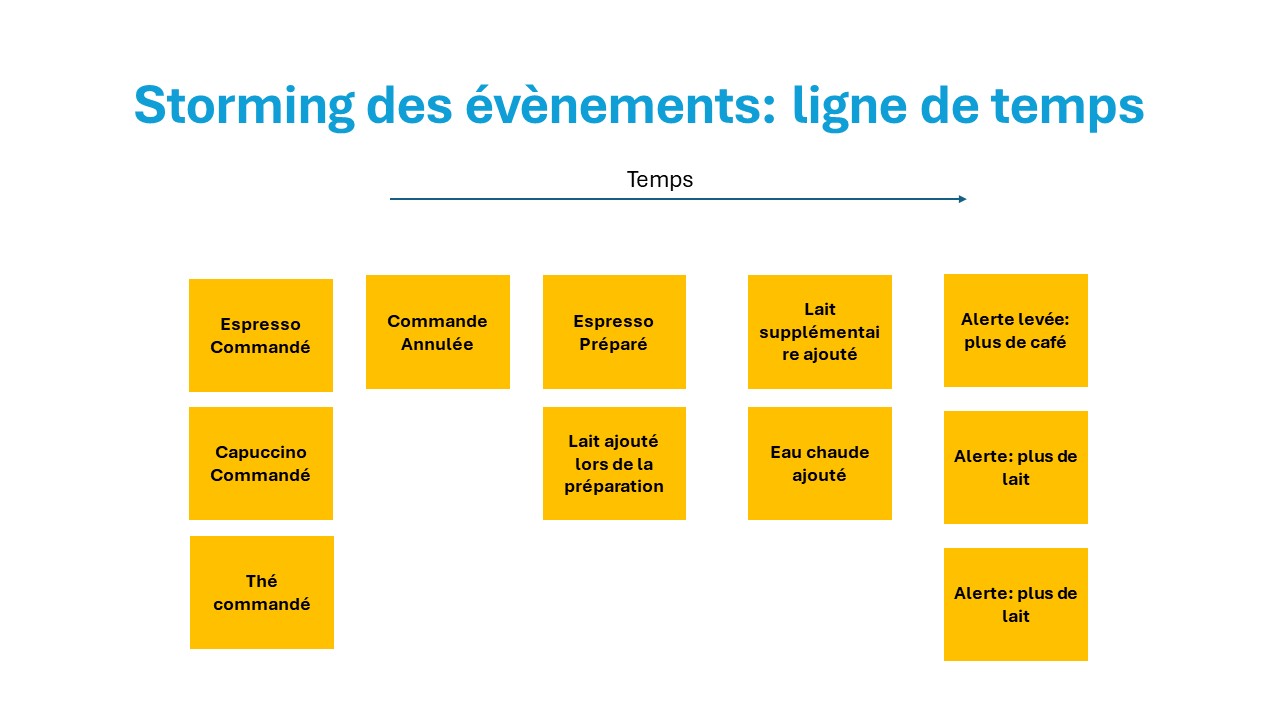 Storming des évènements: ligne de temps
Temps
Espresso
Commandé
Commande
Annulée
Espresso
Préparé
Lait
supplémentai
re ajouté
Alerte levée:
plus de café
Capuccino
Commandé
Lait ajouté
lors de la
préparation
Eau chaude
ajouté
Alerte: plus de
lait
Thé
commandé
Alerte: plus de
lait